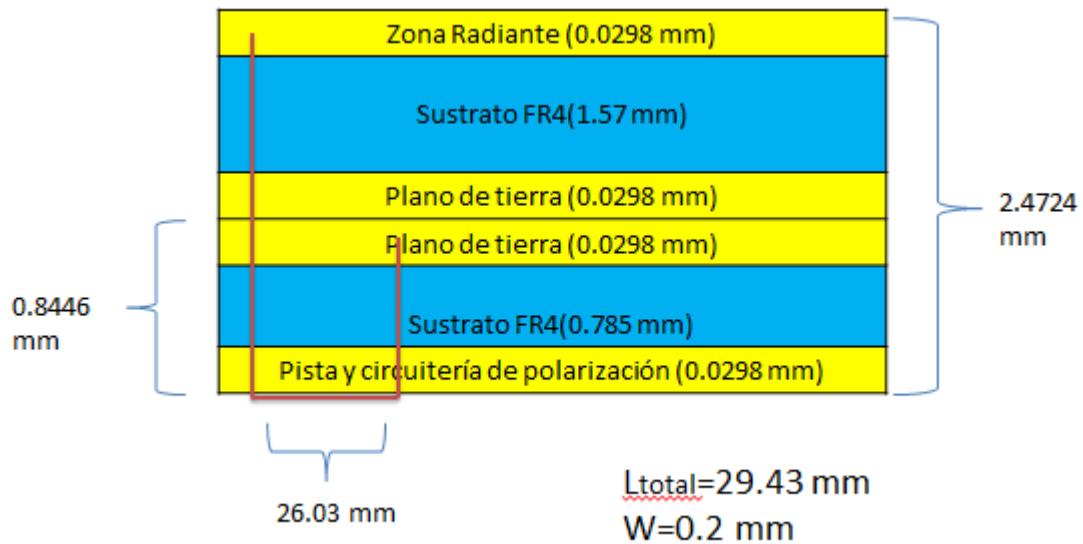 Zona Radiante (0.0298 mm)
Sustrato FR4(1.57 mm)
Plano de tierra (0.0298 mm)
2.4724
mm
Plano de tierra (0.0298 mm)
0.8446
mm
Sustrato FR4(0.785 mm)
Pista y circuitería de polarización (0.0298 mm)
26.03 mm
Ltotal=29.43 mm
W=0.2 mm